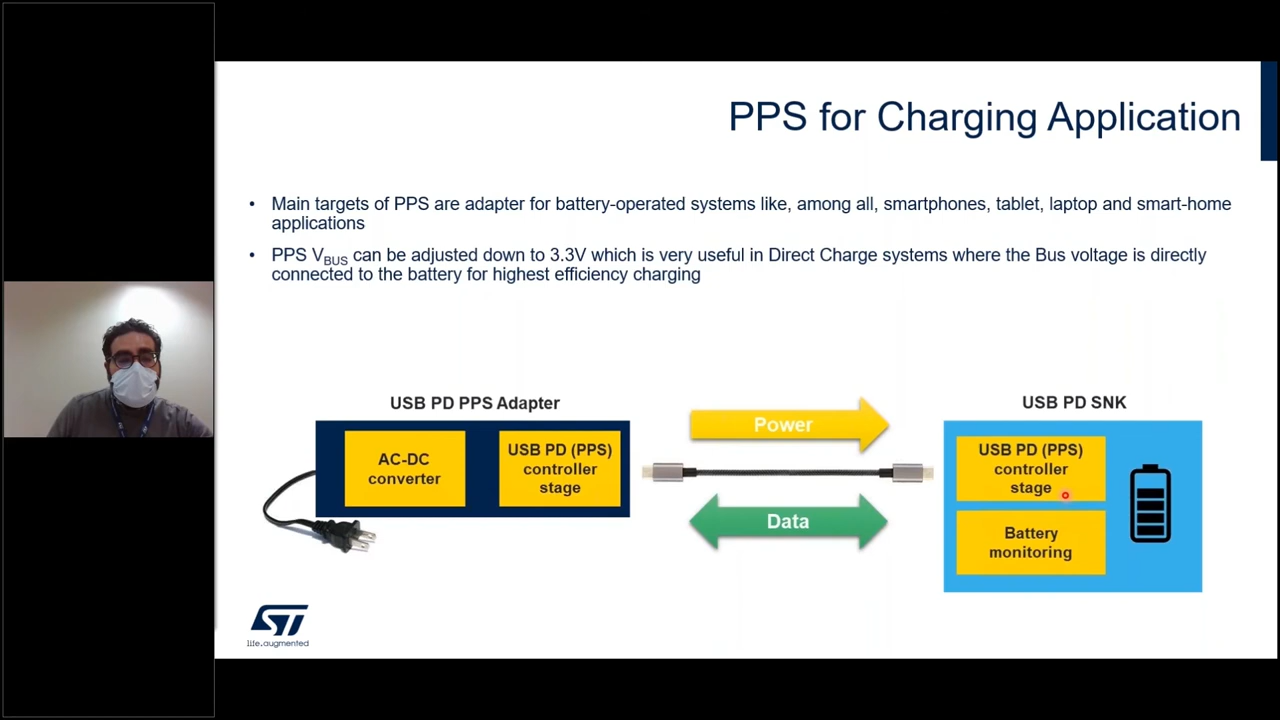 PPS for Charging Application
• Main targets of PPS are adapter for battery-operated systems like, among all, smartphones, tablet, laptop and smart-home
applications
• PPS VBUS can be adjusted down to 3.3V which is very useful in Direct Charge systems where the Bus voltage is directly
connected to the battery for highest efficiency charging
USB PD PPS Adapter
AC-DC
converter
USB PD (PPS)
controller
stage
Power
Data
USB PD SNK
USB PD (PPS)
controller
stage
Battery
monitoring
ST
life.augmented